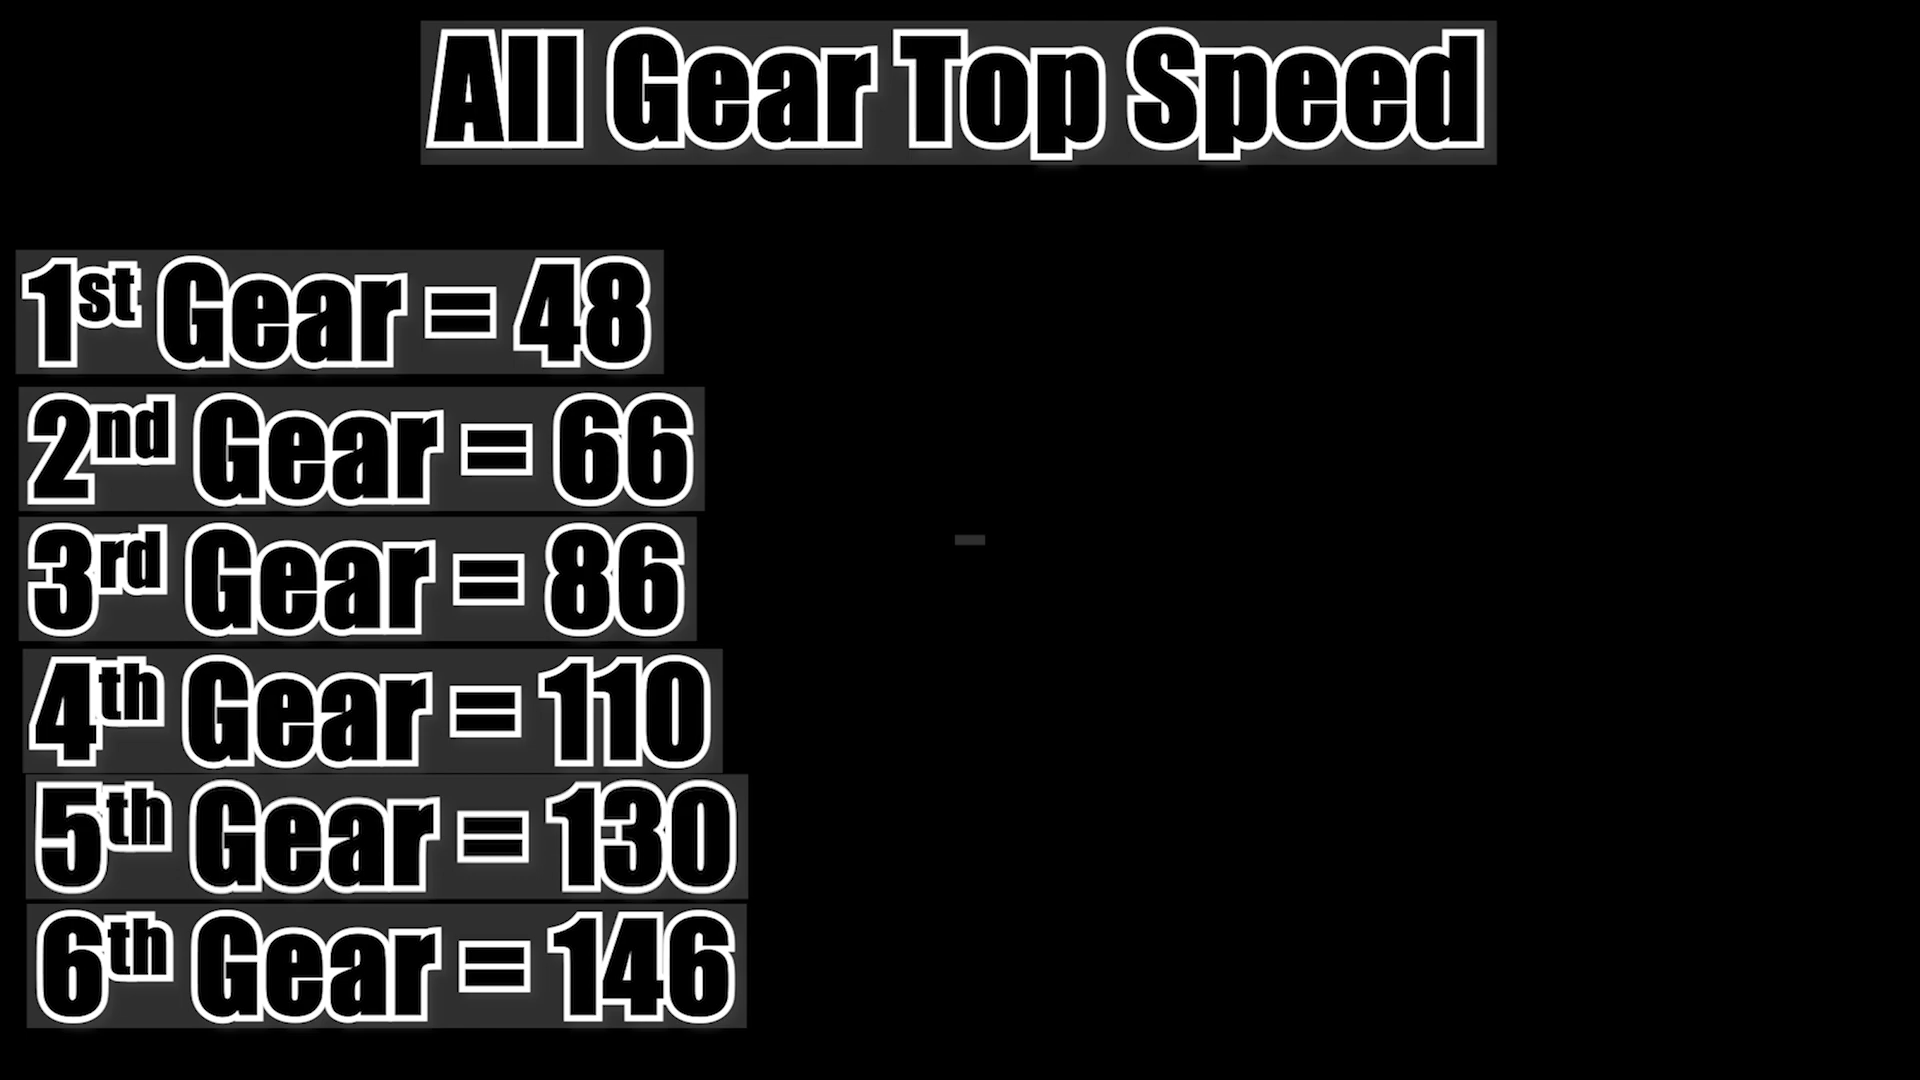 All Gear Top Speed
1st Gear = 48
2nd Gear = 66
3rd Gear = 86
4th Gear = 110
5th Gear = 130
6th Gear = 146